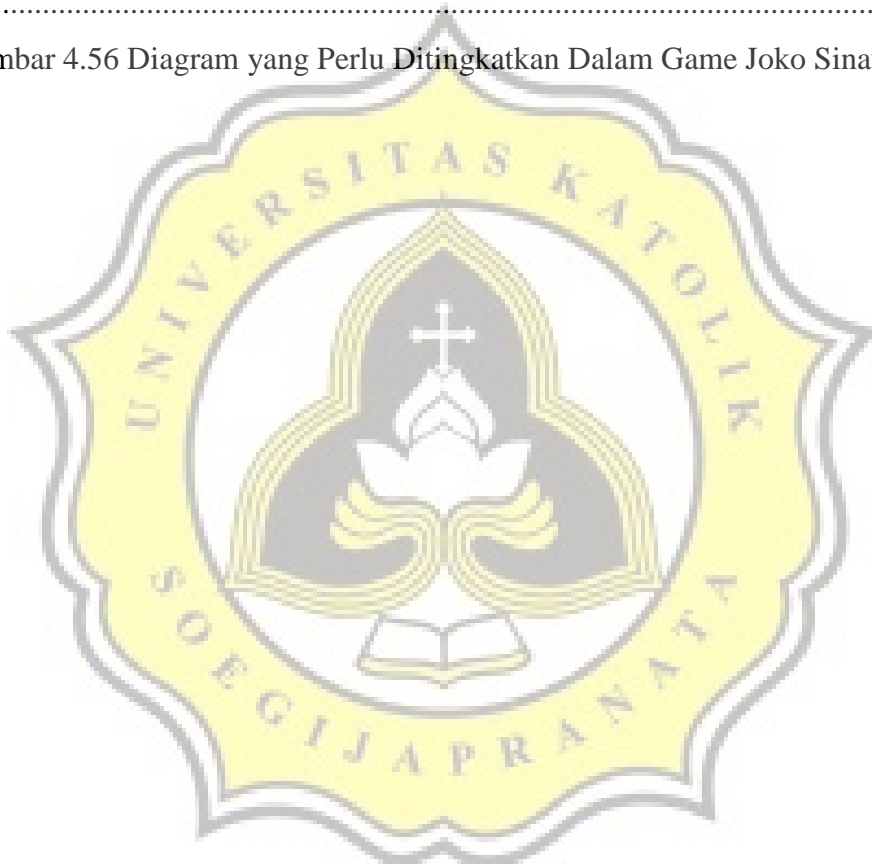 ................................................................................
mbar 4.56 Diagram yang Perlu Ditingkatkan Dalam Game Joko Sina
UNIVERSITAS KATOLIK
SOEGIJAPRANATA